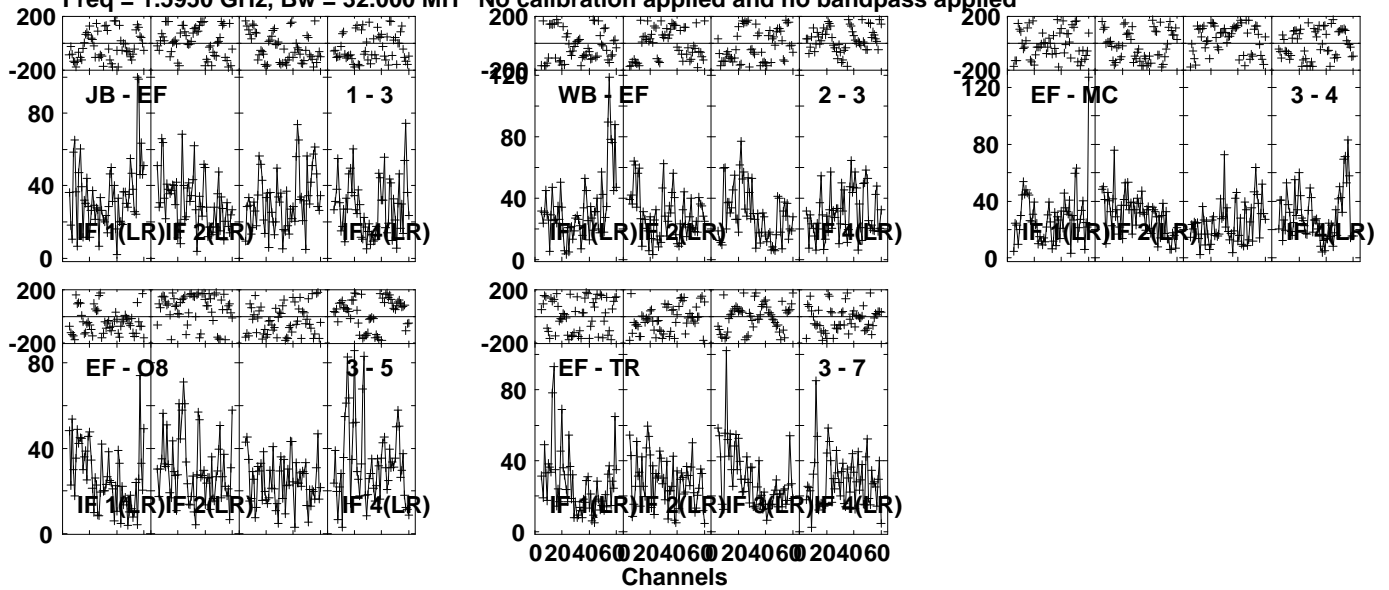 Freq = 1.5950 GHz, Bw = 32.000 MH No calibration applied and no bandpass applied
200
-200
JB - EF 1 - 3
80
40
0
IF 1(LR) IF 2(LR) IF 4(LR)
200
-200
120
WB - EF 2 - 3
80
40
0
IF 1(LR) IF 2(LR) IF 4(LR)
200
-200
120
EF - MC 3 - 4
80
40
0
IF 1(LR) IF 2(LR) IF 4(LR)
200
-200
EF - O8 3 - 5
80
40
0
IF 1(LR) IF 2(LR) IF 4(LR)
200
-200
EF - TR 3 - 7
80
40
0
IF 1(LR) IF 2(LR) IF 3(LR) IF 4(LR)
0 20 40 60 0 20 40 60 0 20 40 60 0 20 40 60
Channels